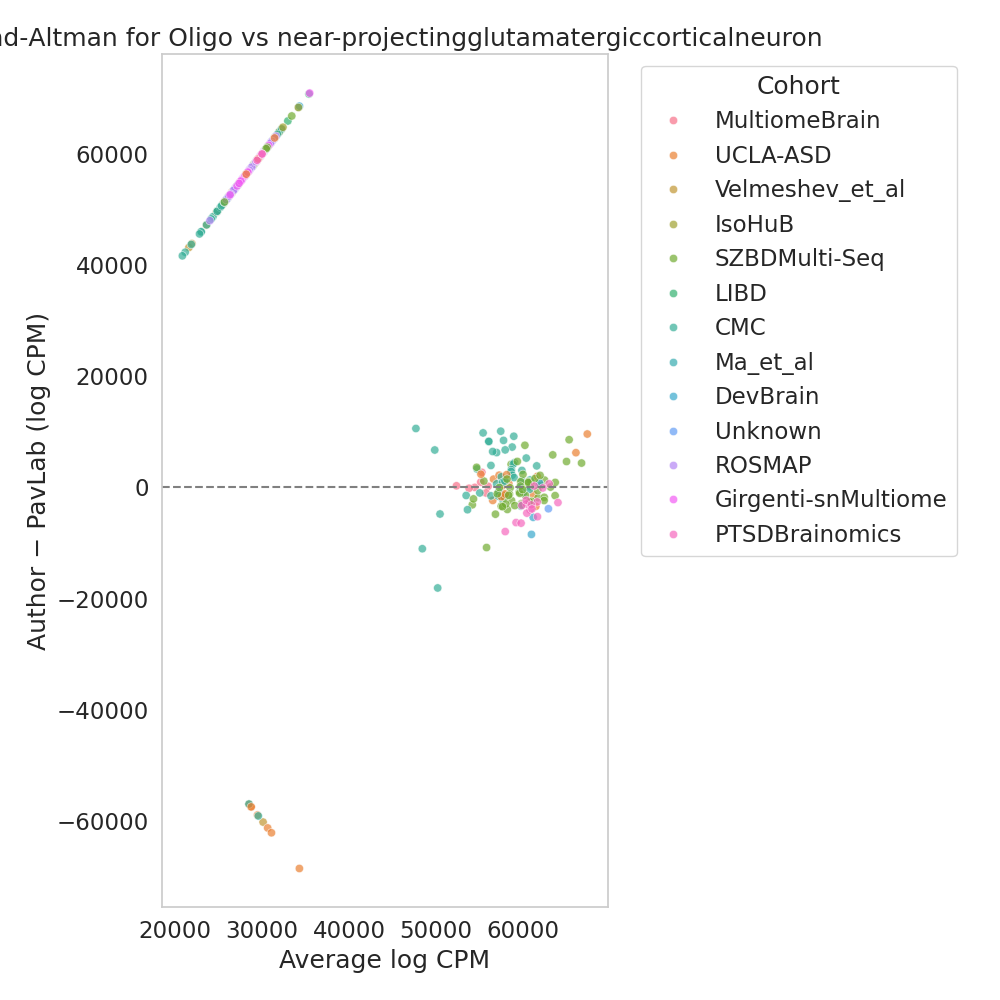 d-Altman for Oligo vs near-projectingglutamatergiccorticalneuron
Cohort
MultiomeBrain
UCLA-ASD
Velmeshev_et_al
IsoHuB
SZBDMulti-Seq
LIBD
CMC
Ma_et_al
DevBrain
Unknown
ROSMAP
Girgenti-snMultiome
PTSDBrainomics
Author − PavLab (log CPM)
60000
40000
20000
0
−20000
−40000
−60000
20000 30000 40000 50000 60000
Average log CPM